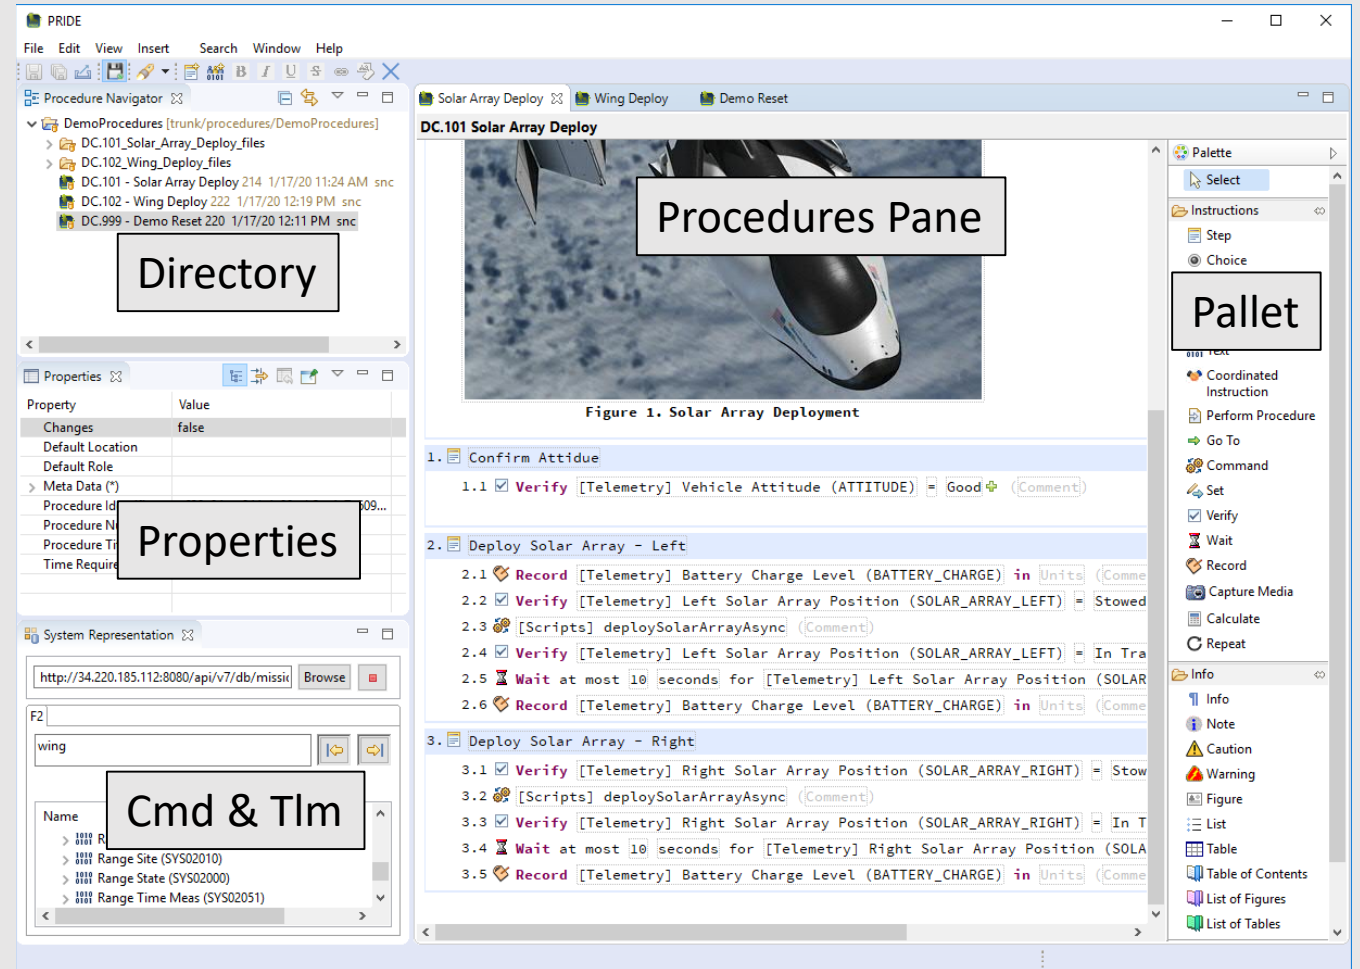 PRIDE
File Edit View Insert Search Window Help
Procedure Navigator
DemoProcedures [trunk/procedures/DemoProcedures]
DC.101_Solar_Array_Deploy_files
DC.102_Wing_Deploy_files
DC.101 - Solar Array Deploy 214 1/17/20 11:24 AM snc
DC.102 - Wing Deploy 222 1/17/20 12:19 PM snc
DC.999 - Demo Reset 220 1/17/20 12:11 PM snc
Directory
Properties
Property Value
Changes false
Default Location
Default Role
Meta Data (*)
Procedure Id 609...
Procedure
Procedure
Time Require
Properties
System Representation
http://34.220.185.112:8080/api/v7/db/missic Browse
F2
wing
Name
Cmd & Tlm
Range Site (SYS02010)
Range State (SYS02000)
Range Time Meas (SYS02051)
Solar Array Deploy Wing Deploy Demo Reset
DC.101 Solar Array Deploy
Procedures Pane
Figure 1. Solar Array Deployment
1. Confirm Attidue
1.1 Verify [Telemetry] Vehicle Attitude (ATTITUDE) = Good (Comment)
2. Deploy Solar Array - Left
2.1 Record [Telemetry] Battery Charge Level (BATTERY_CHARGE) in Units (Comme
2.2 Verify [Telemetry] Left Solar Array Position (SOLAR_ARRAY_LEFT) = Stowed
2.3 [Scripts] deploySolarArrayAsync (Comment)
2.4 Verify [Telemetry] Left Solar Array Position (SOLAR_ARRAY_LEFT) = In Tra
2.5 Wait at most 10 seconds for [Telemetry] Left Solar Array Position (SOLAR
2.6 Record [Telemetry] Battery Charge Level (BATTERY_CHARGE) in Units (Comme
3. Deploy Solar Array - Right
3.1 Verify [Telemetry] Right Solar Array Position (SOLAR_ARRAY_RIGHT) = Stow
3.2 [Scripts] deploySolarArrayAsync (Comment)
3.3 Verify [Telemetry] Right Solar Array Position (SOLAR_ARRAY_RIGHT) = In T
3.4 Wait at most 10 seconds for [Telemetry] Right Solar Array Position (SOLA
3.5 Record [Telemetry] Battery Charge Level (BATTERY_CHARGE) in Units (Comme
Palette
Select
Instructions
Step
Choice
Pallet
Text
Coordinated
Instruction
Perform Procedure
Go To
Command
Set
Verify
Wait
Record
Capture Media
Calculate
Repeat
Info
Info
Note
Caution
Warning
Figure
List
Table
Table of Contents
List of Figures
List of Tables